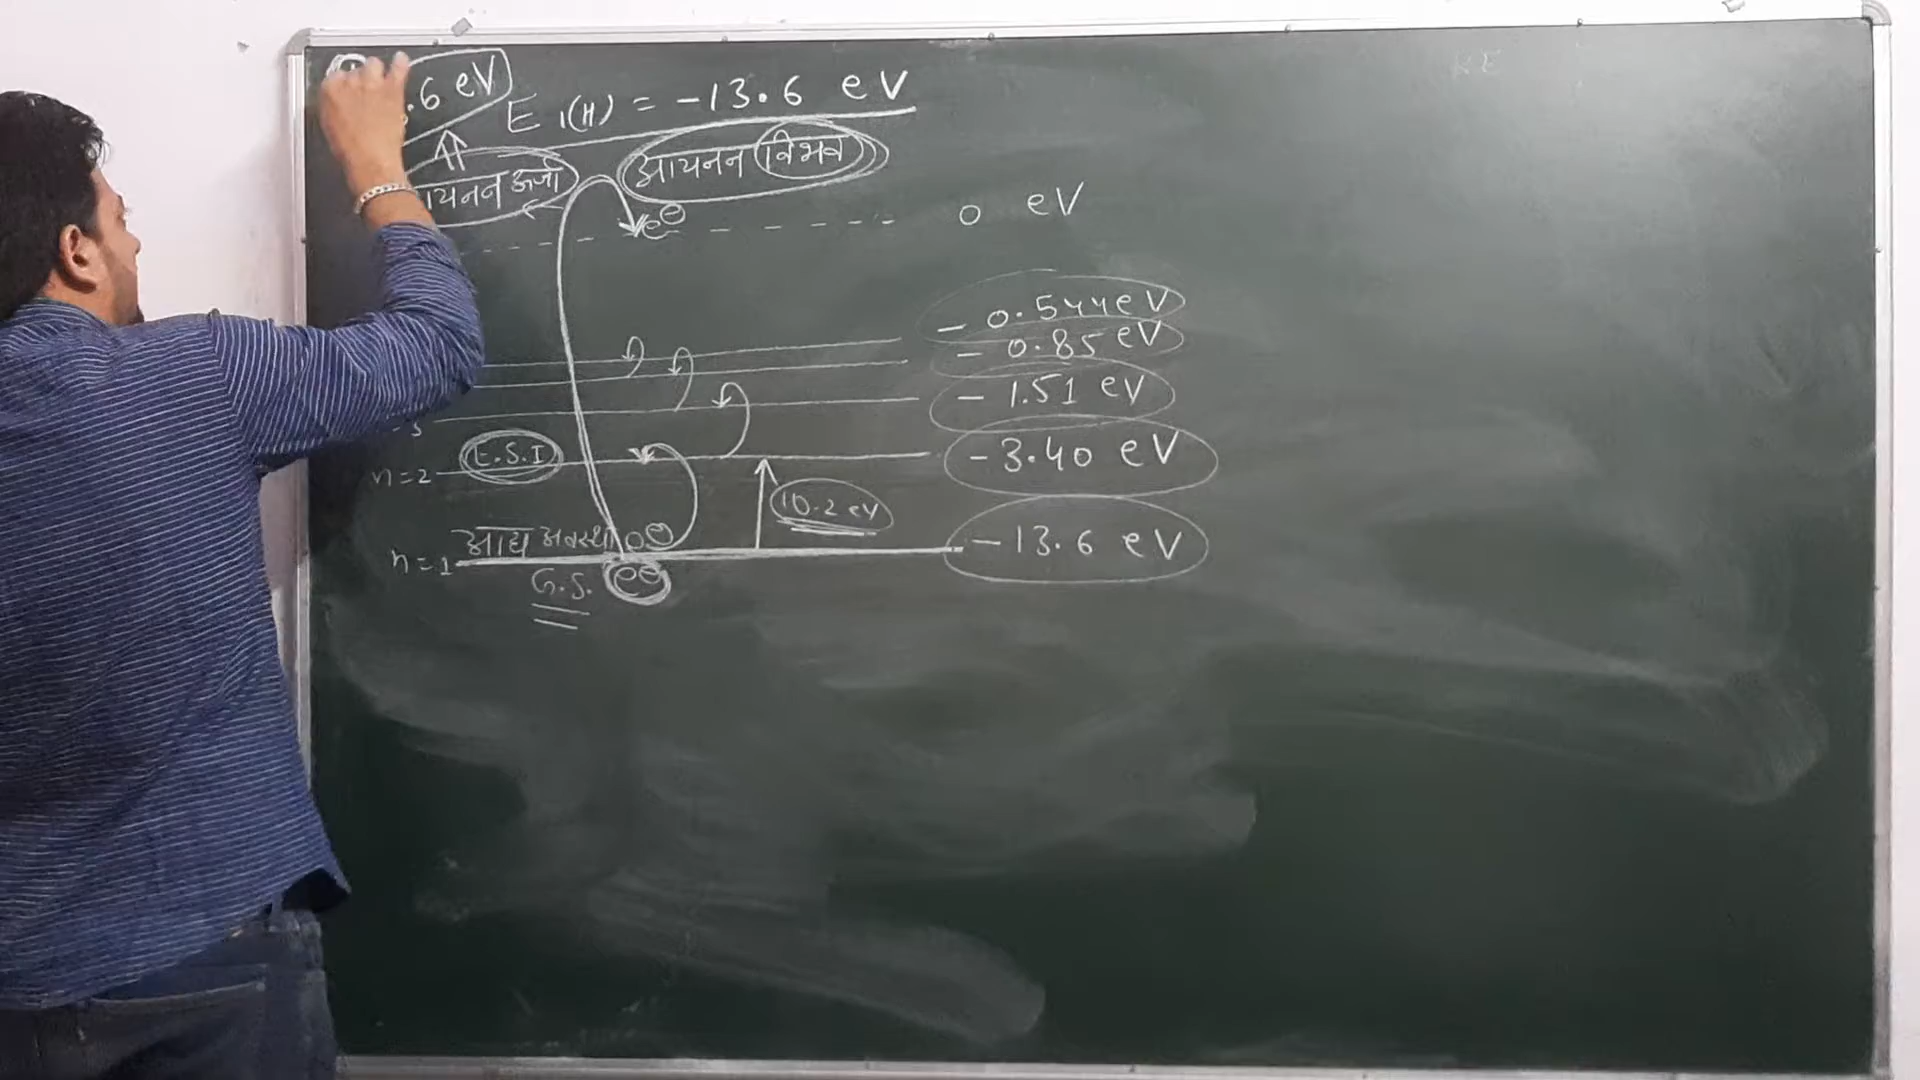 .6 eV
E₁(H) = -13.6 eV
आयनन विभव
यनन ऊर्जा
e⊖
0 eV
- 0.544 eV
- 0.85 eV
- 1.51 eV
E.S.I
n = 2
- 3.40 eV
10.2 eV
आद्य अवस्था
n = 1
- 13.6 eV
G.S. e⊖